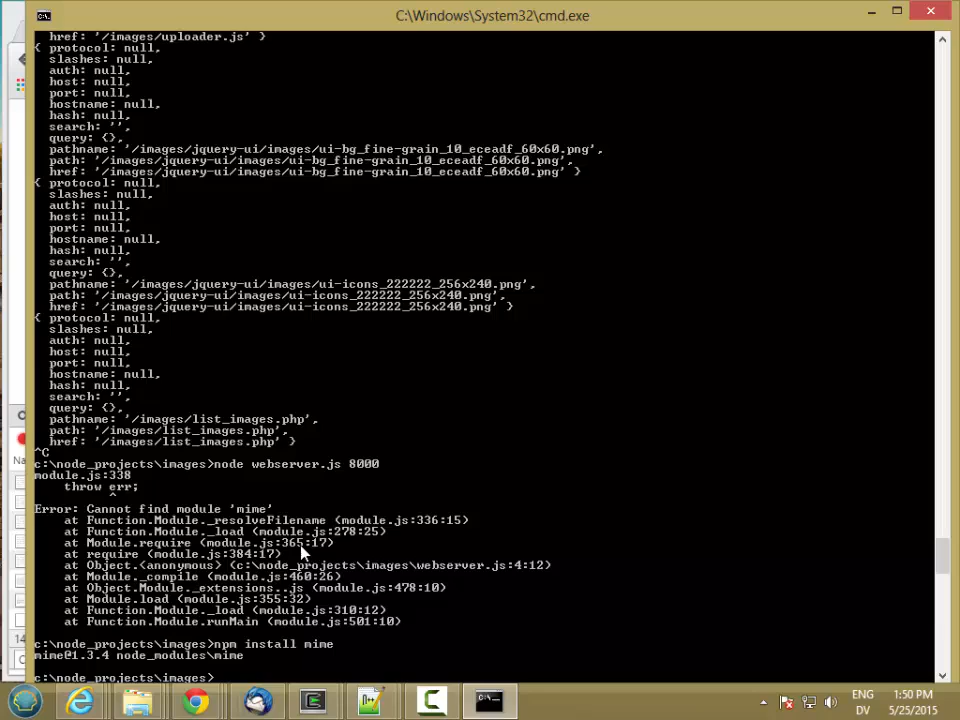 C:\Windows\System32\cmd.exe
href: '/images/uploader.js' }
{ protocol: null,
slashes: null,
auth: null,
host: null,
port: null,
hostname: null,
hash: null,
search: '',
query: {},
pathname: '/images/jquery-ui/images/ui-bg_fine-grain_10_eceadf_60x60.png',
path: '/images/jquery-ui/images/ui-bg_fine-grain_10_eceadf_60x60.png',
href: '/images/jquery-ui/images/ui-bg_fine-grain_10_eceadf_60x60.png' }
{ protocol: null,
slashes: null,
auth: null,
host: null,
port: null,
hostname: null,
hash: null,
search: '',
query: {},
pathname: '/images/jquery-ui/images/ui-icons_222222_256x240.png',
path: '/images/jquery-ui/images/ui-icons_222222_256x240.png',
href: '/images/jquery-ui/images/ui-icons_222222_256x240.png' }
{ protocol: null,
slashes: null,
auth: null,
host: null,
port: null,
hostname: null,
hash: null,
search: '',
query: {},
pathname: '/images/list_images.php',
path: '/images/list_images.php',
href: '/images/list_images.php' }
^C
c:\node_projects\images>node webserver.js 8000
module.js:338
throw err;
^
Error: Cannot find module 'mime'
at Function.Module._resolveFilename (module.js:336:15)
at Function.Module._load (module.js:278:25)
at Module.require (module.js:365:17)
at require (module.js:384:17)
at Object.<anonymous> (c:\node_projects\images\webserver.js:4:12)
at Module._compile (module.js:460:26)
at Object.Module._extensions..js (module.js:478:10)
at Module.load (module.js:355:32)
at Function.Module._load (module.js:310:12)
at Function.Module.runMain (module.js:501:10)
c:\node_projects\images>npm install mime
mime@1.3.4 node_modules\mime
c:\node_projects\images>
Na
14
ENG 1:50 PM
DV 5/25/2015